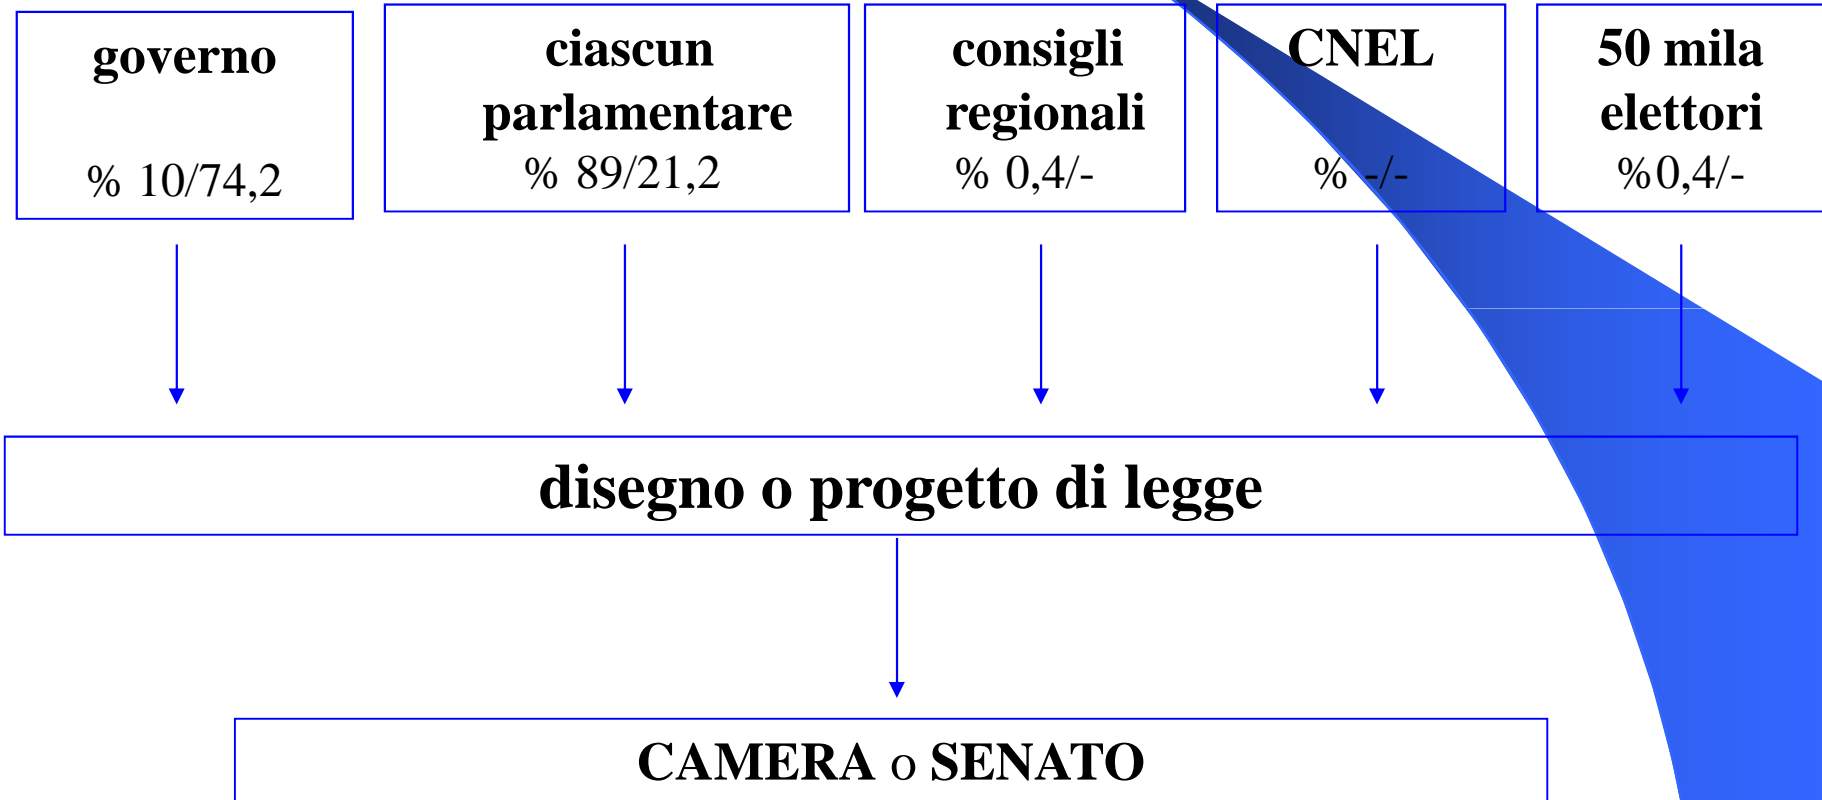 governo
% 10/74,2
ciascun
parlamentare
% 89/21,2
consigli
regionali
% 0,4/-
CNEL
% -/-
50 mila
elettori
%0,4/-
disegno o progetto di legge
CAMERA o SENATO